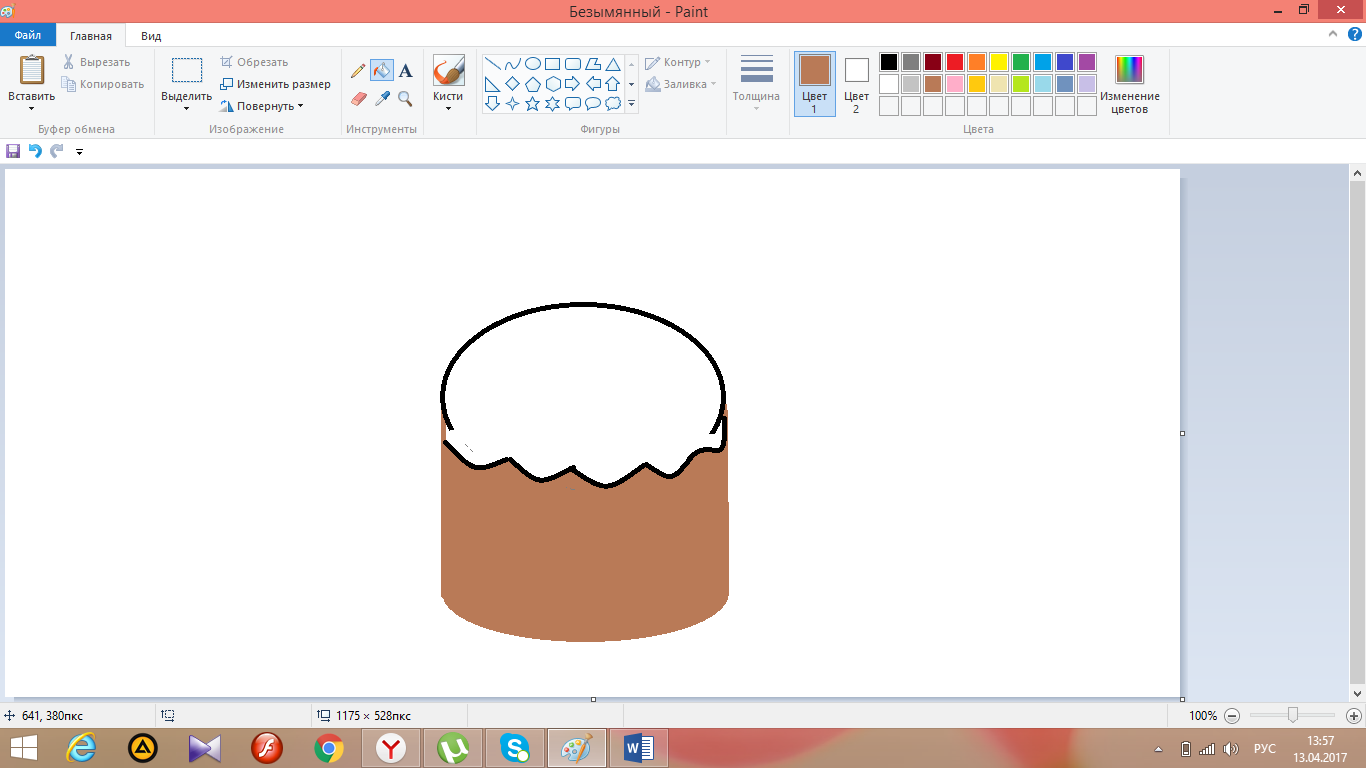 Безымянный - Paint
Файл Главная Вид
Вставить
Вырезать
Копировать
Буфер обмена
Выделить
Обрезать
Изменить размер
Повернуть
Изображение
A
Инструменты
Кисти
Фигуры
Контур
Заливка
Толщина
Цвет
1
Цвет
2
Изменение
цветов
Цвета
641, 380пкс
1175 × 528пкс
100%
РУС
13:57
13.04.2017